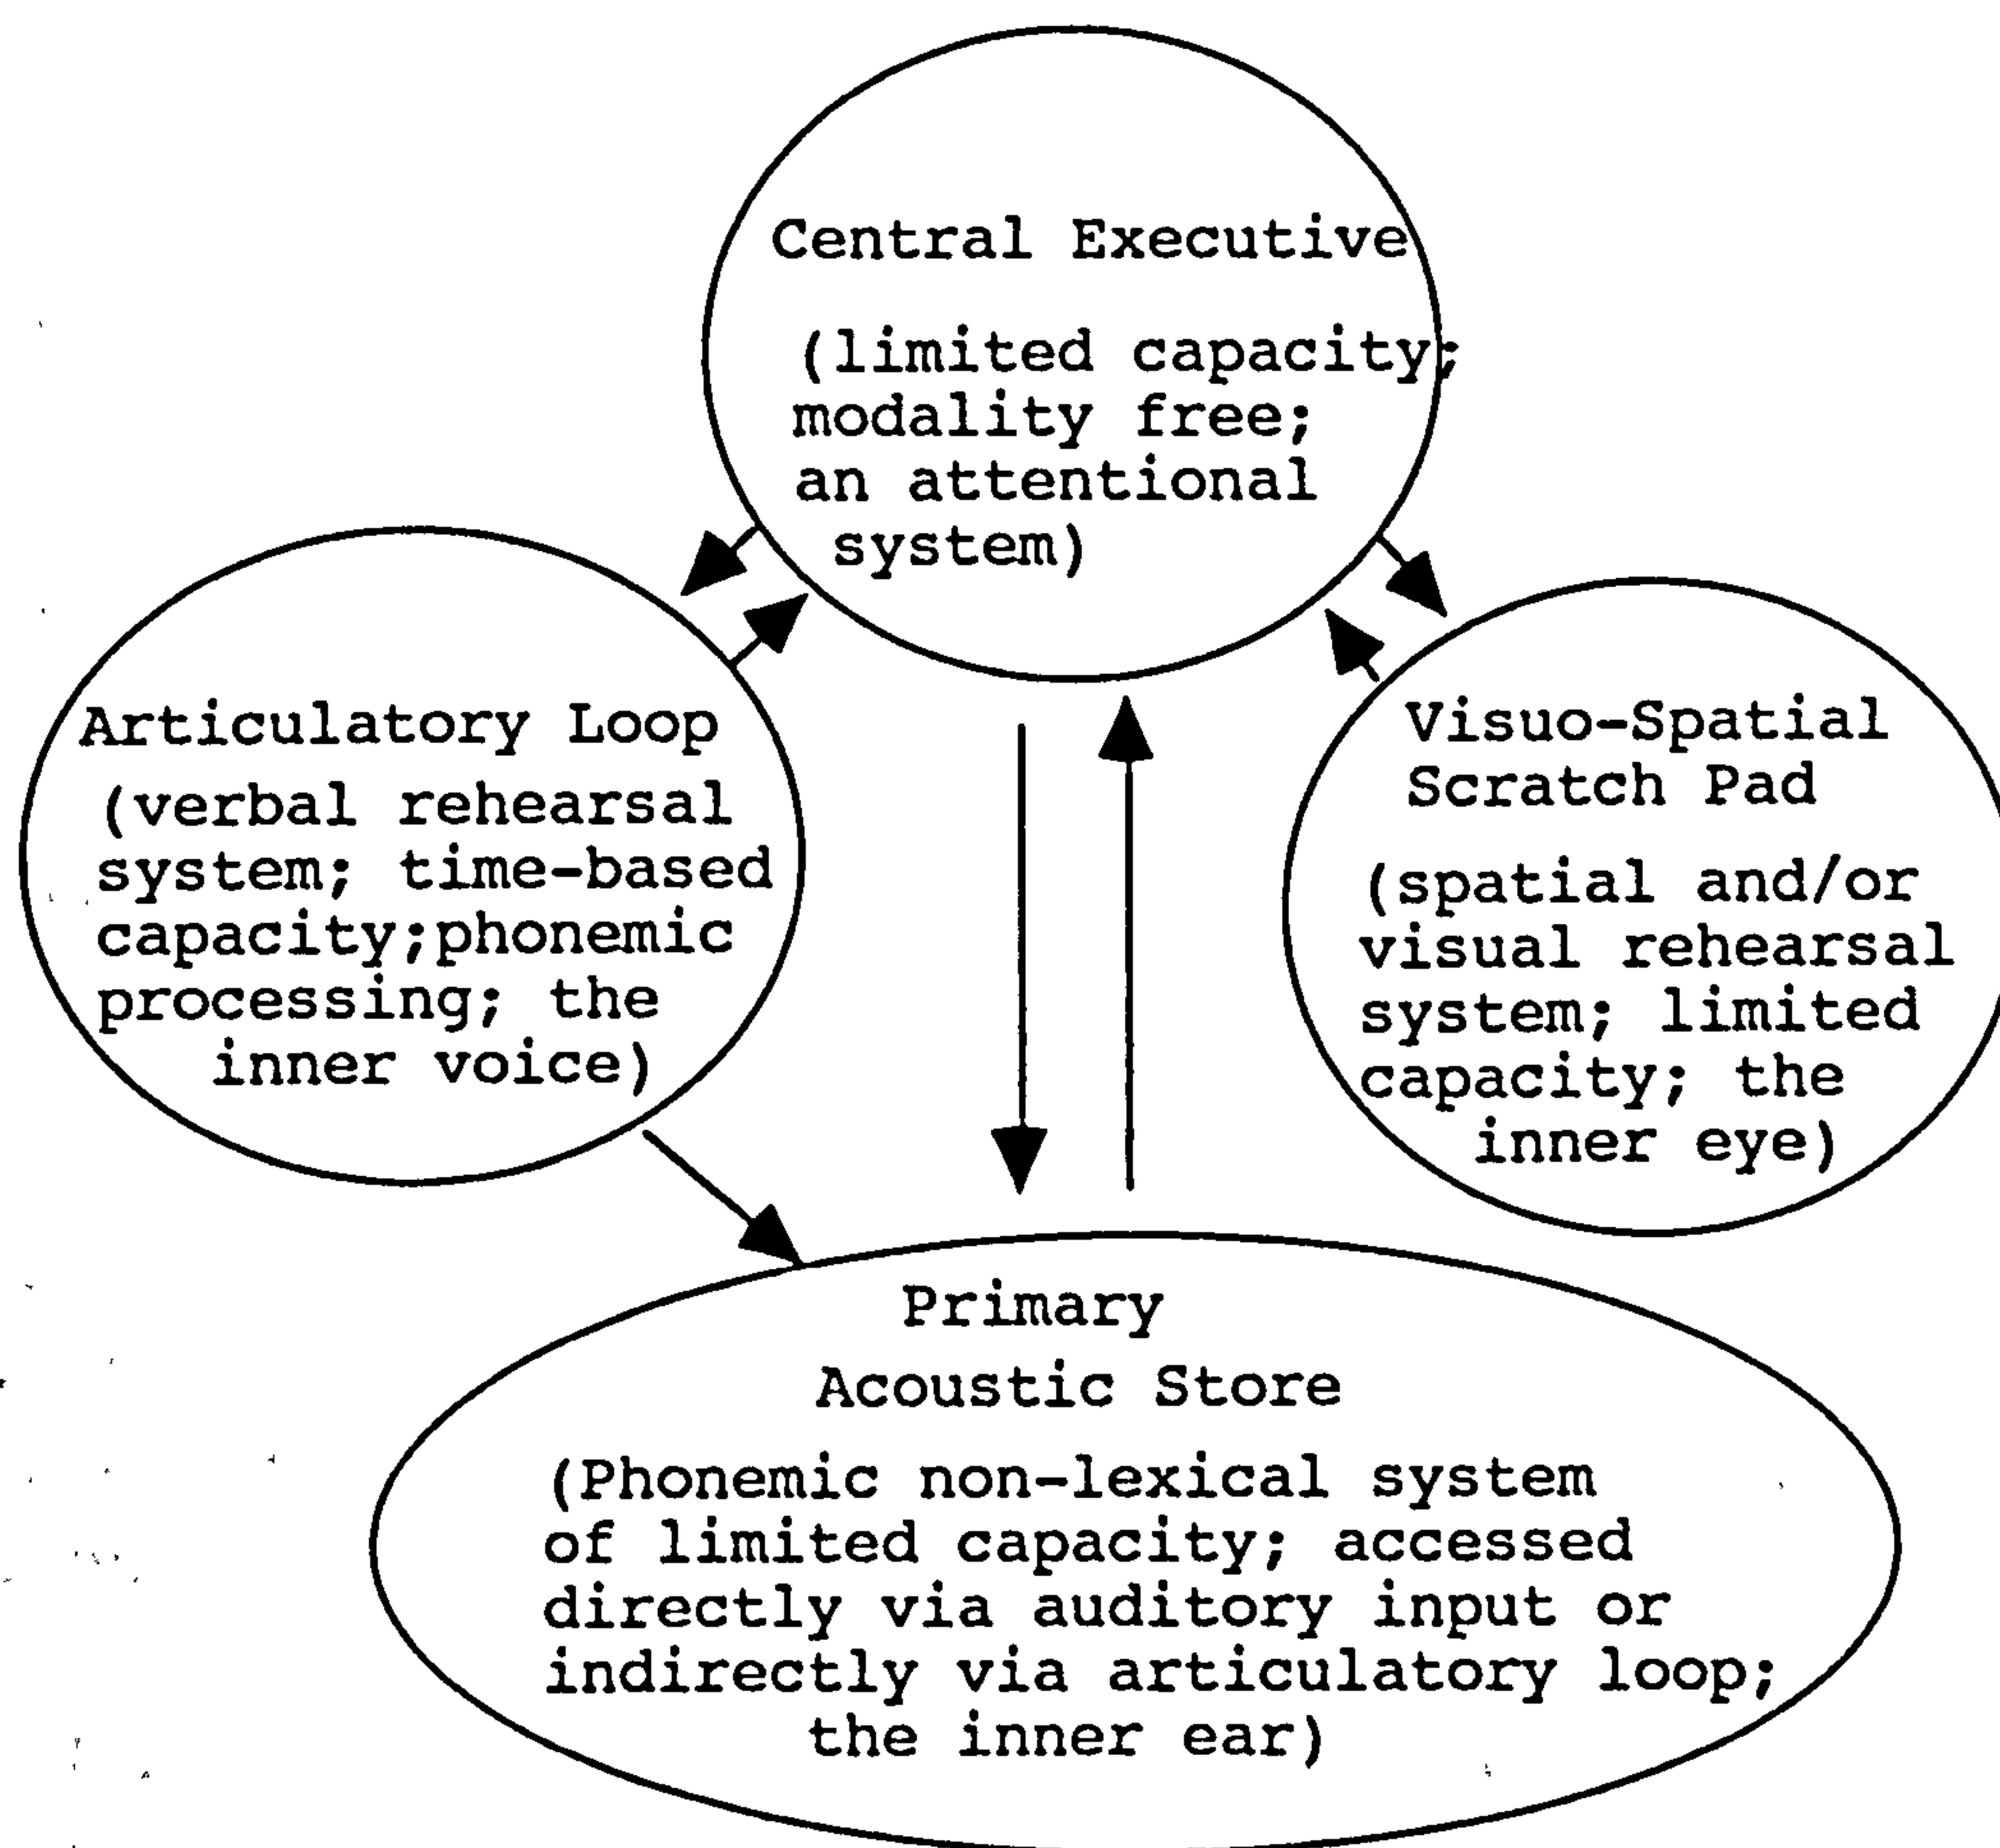 Central Executive
(limited capacity;
modality free;
an attentional
system)
Articulatory Loop
(verbal rehearsal
system; time-based
capacity;phonemic
processing; the
inner voice)
Visuo-Spatial
Scratch Pad
(spatial and/or
visual rehearsal
system; limited
capacity; the
inner eye)
Primary
Acoustic Store
(Phonemic non-lexical system
of limited capacity; accessed
directly via auditory input or
indirectly via articulatory loop;
the inner ear)